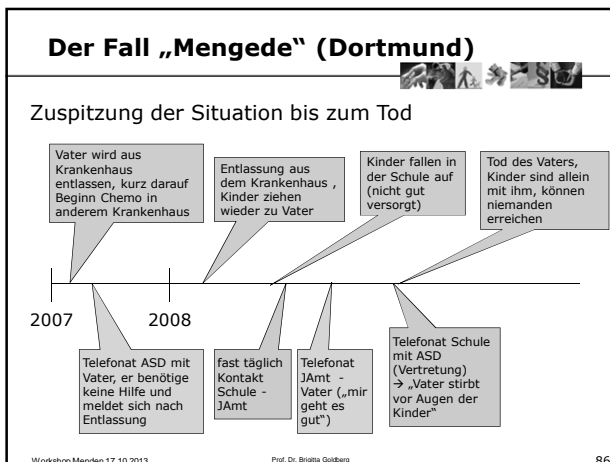 Der Fall „Mengede“ (Dortmund)
Zuspitzung der Situation bis zum Tod
Vater wird aus
Krankenhaus
entlassen, kurz darauf
Beginn Chemo in
anderem Krankenhaus
Entlassung aus
dem Krankenhaus ,
Kinder ziehen
wieder zu Vater
Kinder fallen in
der Schule auf
(nicht gut
versorgt)
Tod des Vaters,
Kinder sind allein
mit ihm, können
niemanden
erreichen
2007
2008
Telefonat ASD mit
Vater, er benötige
keine Hilfe und
meldet sich nach
Entlassung
fast täglich
Kontakt
Schule -
JAmt
Telefonat
JAmt -
Vater („mir
geht es
gut“)
Telefonat Schule
mit ASD
(Vertretung)
→ „Vater stirbt
vor Augen der
Kinder“
Workshop Menden 17.10.2013
Prof. Dr. Brigitta Goldberg
86